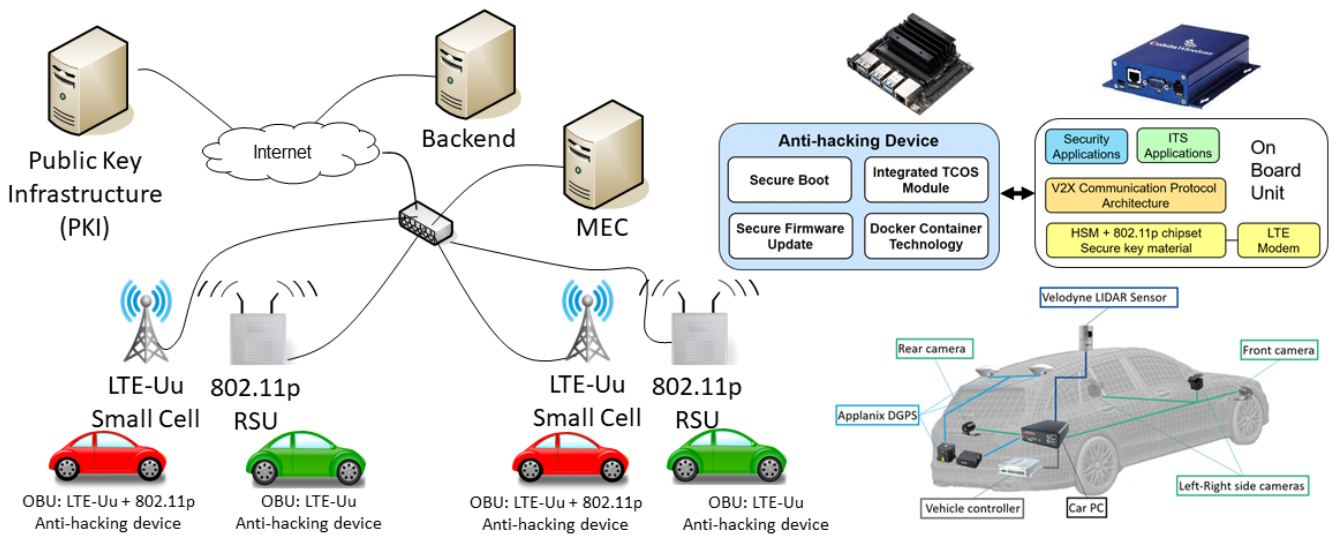 Public Key
Infrastructure
(PKI)
Internet
Backend
MEC
LTE-Uu
Small Cell
802.11p
RSU
LTE-Uu
Small Cell
802.11p
RSU
OBU: LTE-Uu + 802.11p
Anti-hacking device
OBU: LTE-Uu
Anti-hacking device
OBU: LTE-Uu + 802.11p
Anti-hacking device
OBU: LTE-Uu
Anti-hacking device
CohdaWireless
Anti-hacking Device
Secure Boot
Integrated TCOS
Module
Secure Firmware
Update
Docker Container
Technology
Security
Applications
ITS
Applications
On
Board
Unit
V2X Communication Protocol
Architecture
HSM + 802.11p chipset
Secure key material
LTE
Modem
Velodyne LIDAR Sensor
Rear camera
Front camera
Applanix DGPS
Left-Right side cameras
Vehicle controller
Car PC